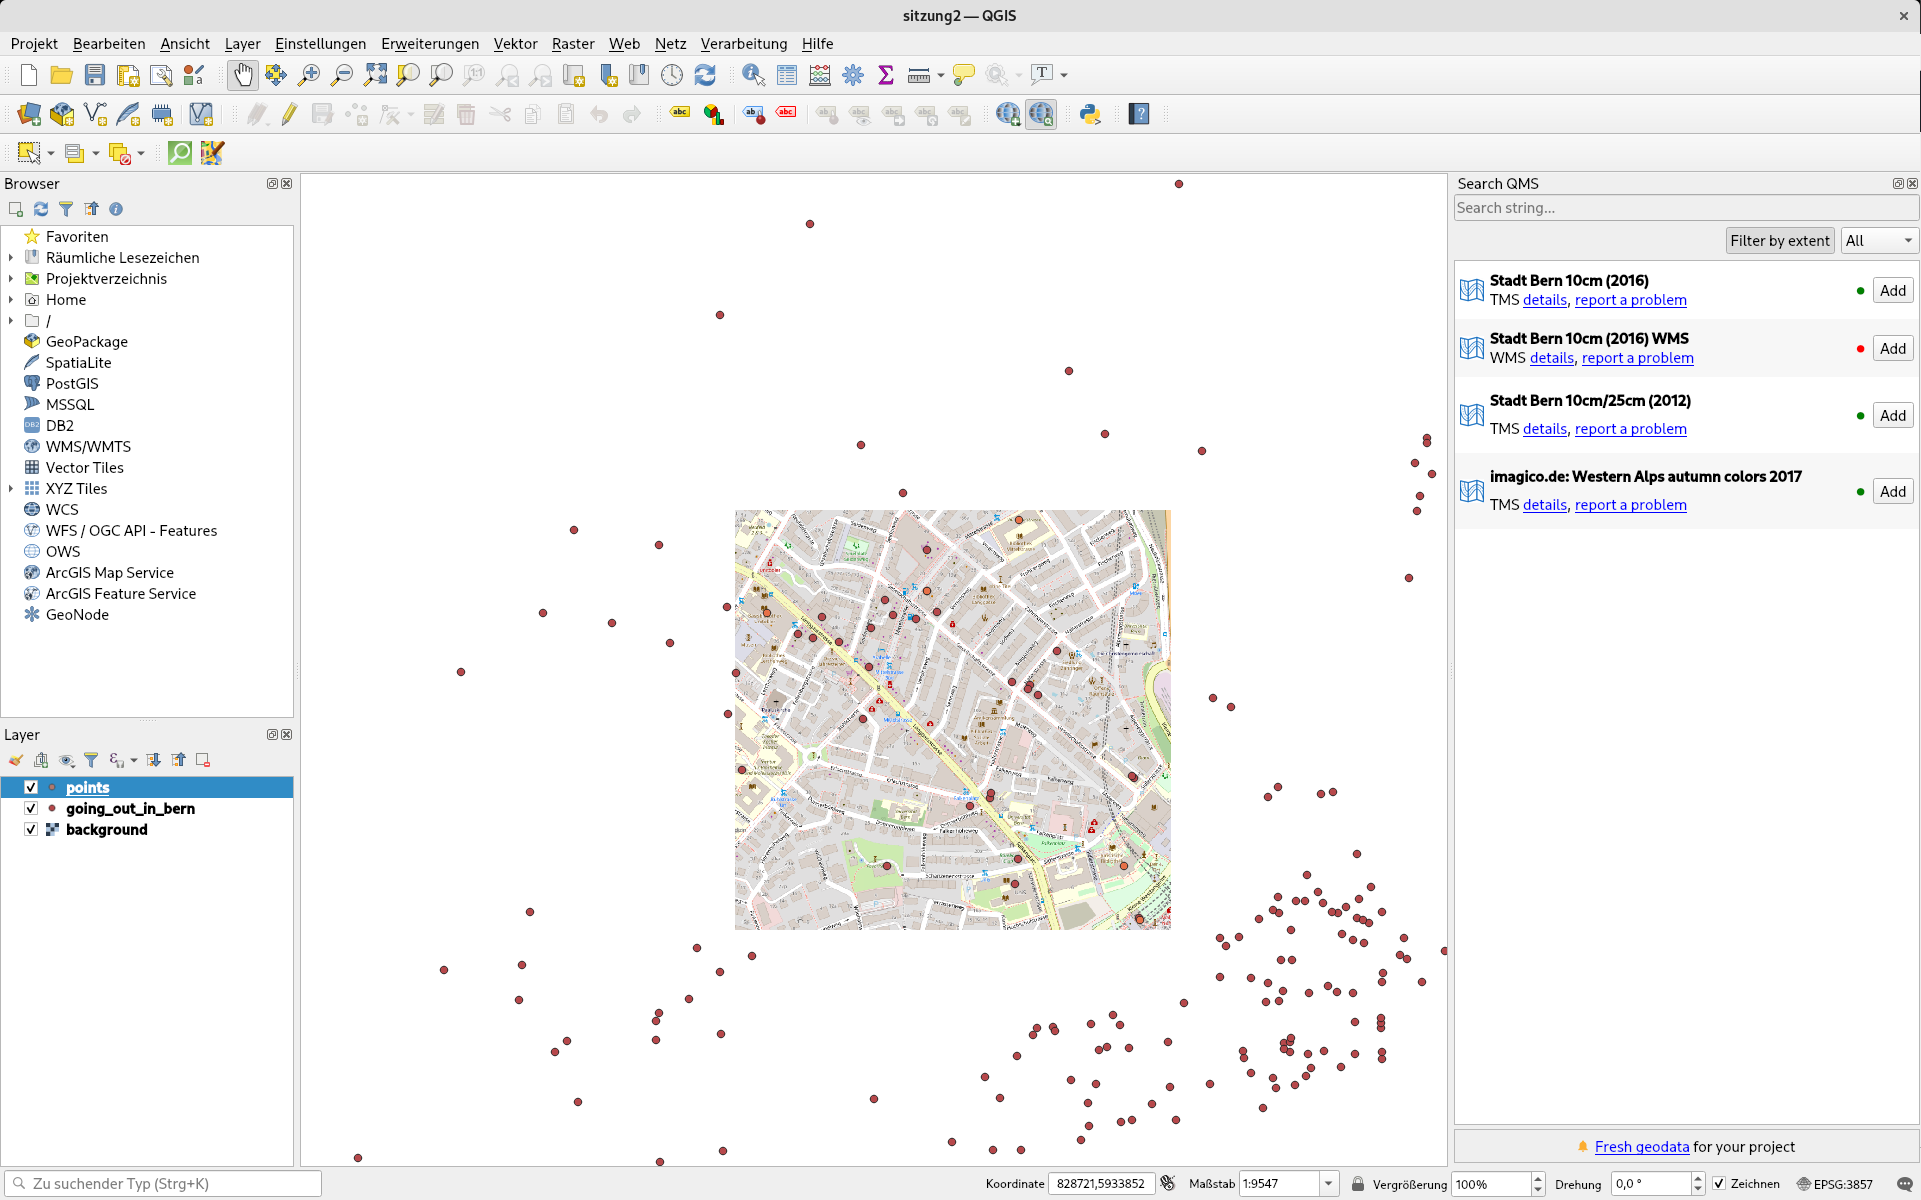 sitzung2 — QGIS
Projekt Bearbeiten Ansicht Layer Einstellungen Erweiterungen Vektor Raster Web Netz Verarbeitung Hilfe
Browser
Favoriten
Räumliche Lesezeichen
Projektverzeichnis
Home
/
GeoPackage
SpatiaLite
PostGIS
MSSQL
DB2
WMS/WMTS
Vector Tiles
XYZ Tiles
WCS
WFS / OGC API - Features
OWS
ArcGIS Map Service
ArcGIS Feature Service
GeoNode
Layer
points
going_out_in_bern
background
Search QMS
Search string...
Filter by extent All
Stadt Bern 10cm (2016)
TMS details, report a problem
Add
Stadt Bern 10cm (2016) WMS
WMS details, report a problem
Add
Stadt Bern 10cm/25cm (2012)
TMS details, report a problem
Add
imagico.de: Western Alps autumn colors 2017
TMS details, report a problem
Add
Fresh geodata for your project
Zu suchender Typ (Strg+K)
Koordinate 828721,5933852 Maßstab 1:9547 Vergrößerung 100% Drehung 0,0 ° Zeichnen EPSG:3857